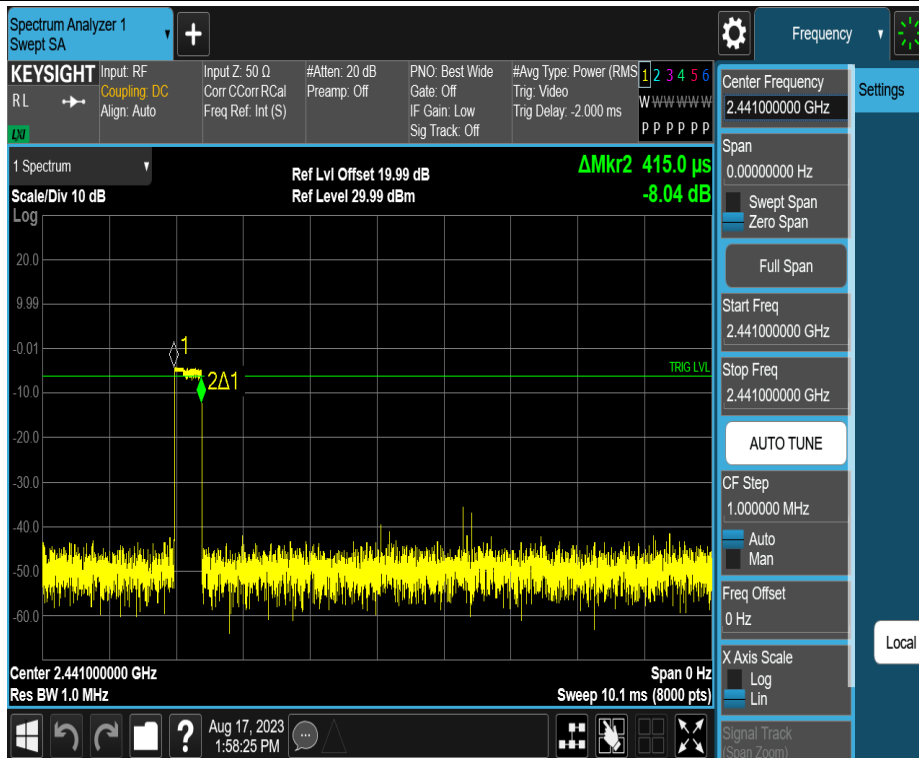 Spectrum Analyzer 1
Swept SA
+
Frequency
KEYSIGHT
R L
LXI
Input: RF
Coupling: DC
Align: Auto
Input Z: 50 Ω
Corr CCorr RCal
Freq Ref: Int (S)
#Atten: 20 dB
Preamp: Off
PNO: Best Wide
Gate: Off
IF Gain: Low
Sig Track: Off
#Avg Type: Power (RMS
Trig: Video
Trig Delay: -2.000 ms
1 2 3 4 5 6
W W W W W W
P P P P P P
1 Spectrum
Scale/Div 10 dB
Log
Ref Lvl Offset 19.99 dB
Ref Level 29.99 dBm
ΔMkr2 415.0 µs
-8.04 dB
20.0
9.99
-0.01
-10.0
-20.0
-30.0
-40.0
-50.0
-60.0
1
2Δ1
TRIG LVL
Center 2.441000000 GHz
Res BW 1.0 MHz
Span 0 Hz
Sweep 10.1 ms (8000 pts)
?
Aug 17, 2023
1:58:25 PM
Center Frequency
2.441000000 GHz
Span
0.00000000 Hz
Swept Span
Zero Span
Full Span
Start Freq
2.441000000 GHz
Stop Freq
2.441000000 GHz
AUTO TUNE
CF Step
1.000000 MHz
Auto
Man
Freq Offset
0 Hz
X Axis Scale
Log
Lin
Signal Track
(Span Zoom)
Settings
Local